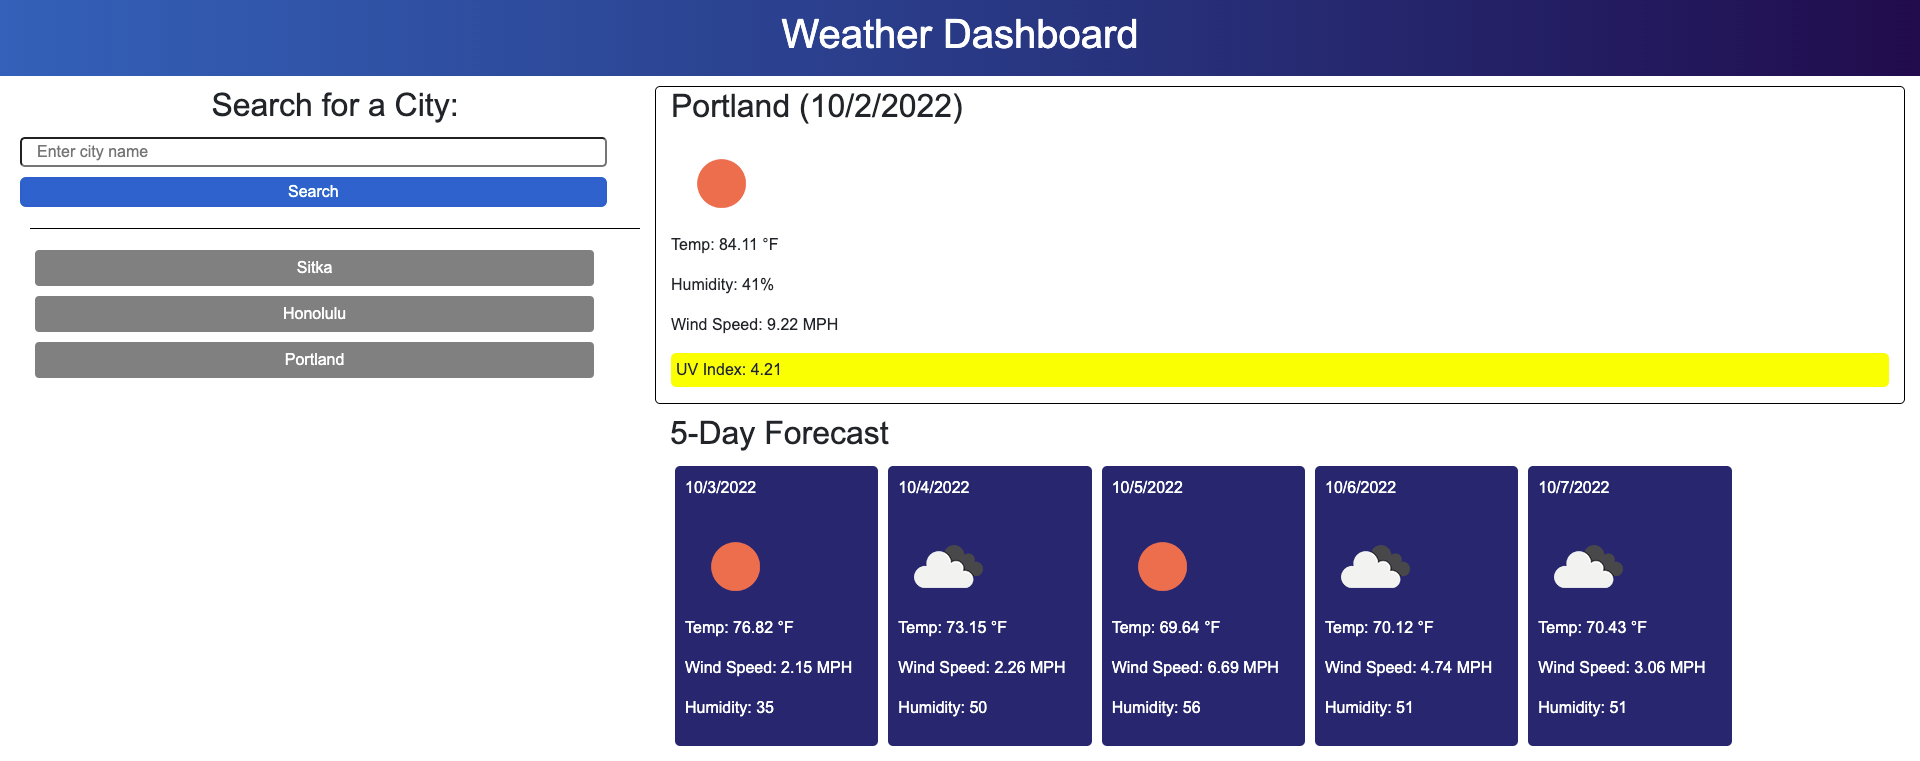 Weather Dashboard
Search for a City:
Enter city name
Search
Sitka
Honolulu
Portland
Portland (10/2/2022)
Temp: 84.11 °F
Humidity: 41%
Wind Speed: 9.22 MPH
UV Index: 4.21
5-Day Forecast
10/3/2022
Temp: 76.82 °F
Wind Speed: 2.15 MPH
Humidity: 35
10/4/2022
Temp: 73.15 °F
Wind Speed: 2.26 MPH
Humidity: 50
10/5/2022
Temp: 69.64 °F
Wind Speed: 6.69 MPH
Humidity: 56
10/6/2022
Temp: 70.12 °F
Wind Speed: 4.74 MPH
Humidity: 51
10/7/2022
Temp: 70.43 °F
Wind Speed: 3.06 MPH
Humidity: 51